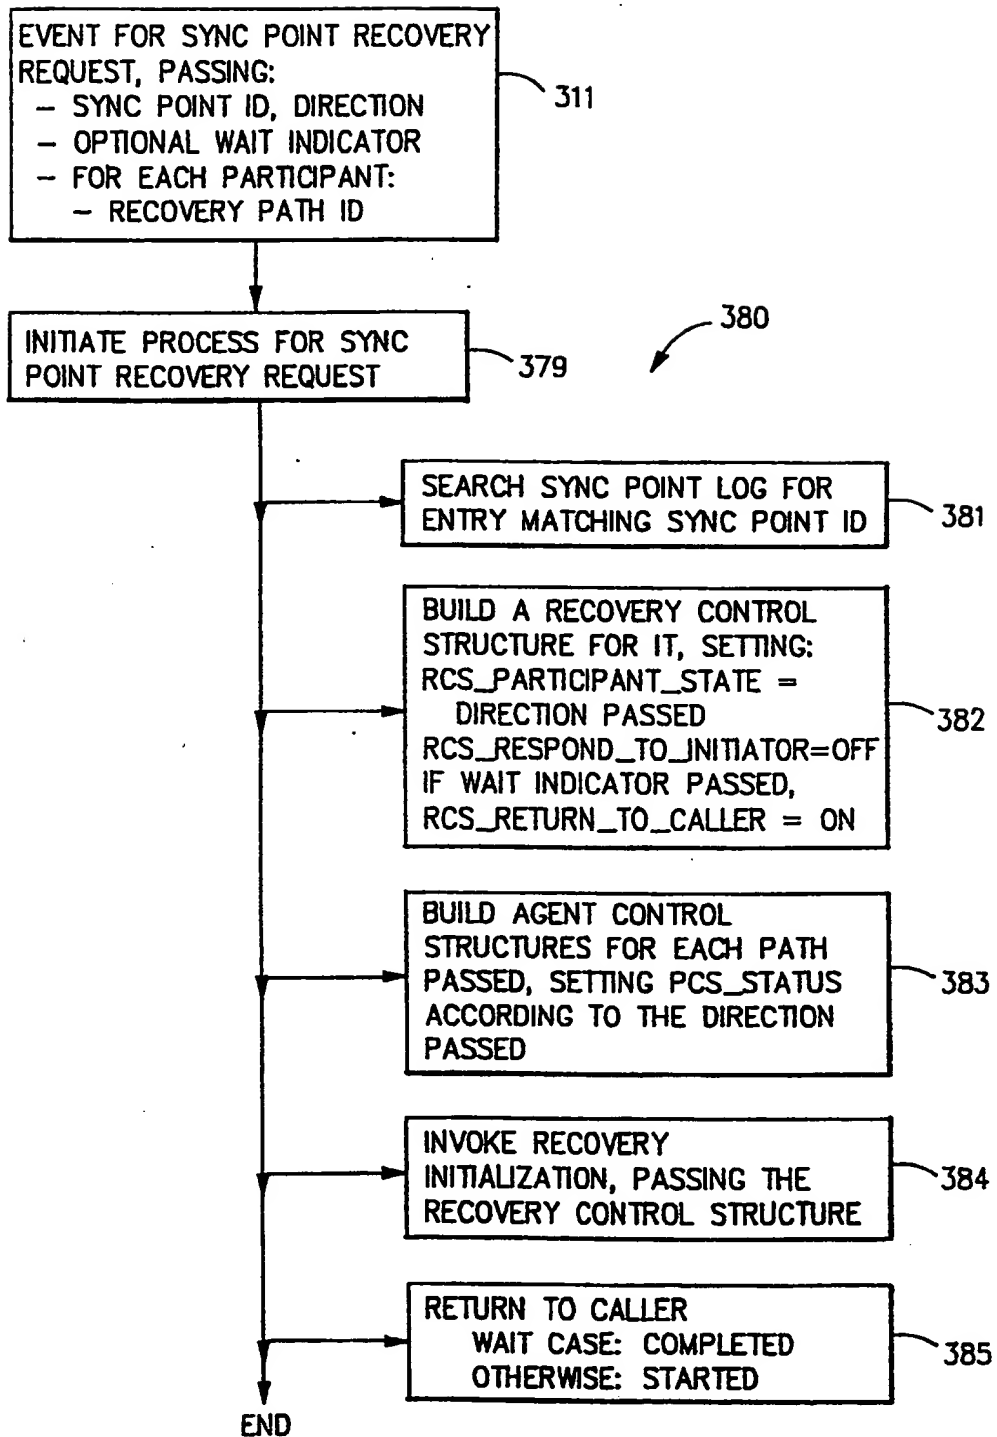 EVENT FOR SYNC POINT RECOVERY
REQUEST, PASSING:
– SYNC POINT ID, DIRECTION
– OPTIONAL WAIT INDICATOR
– FOR EACH PARTICIPANT:
– RECOVERY PATH ID
311
INITIATE PROCESS FOR SYNC
POINT RECOVERY REQUEST
379
380
SEARCH SYNC POINT LOG FOR
ENTRY MATCHING SYNC POINT ID
381
BUILD A RECOVERY CONTROL
STRUCTURE FOR IT, SETTING:
RCS_PARTICIPANT_STATE =
DIRECTION PASSED
RCS_RESPOND_TO_INITIATOR=OFF
IF WAIT INDICATOR PASSED,
RCS_RETURN_TO_CALLER = ON
382
BUILD AGENT CONTROL
STRUCTURES FOR EACH PATH
PASSED, SETTING PCS_STATUS
ACCORDING TO THE DIRECTION
PASSED
383
INVOKE RECOVERY
INITIALIZATION, PASSING THE
RECOVERY CONTROL STRUCTURE
384
RETURN TO CALLER
WAIT CASE: COMPLETED
OTHERWISE: STARTED
385
END